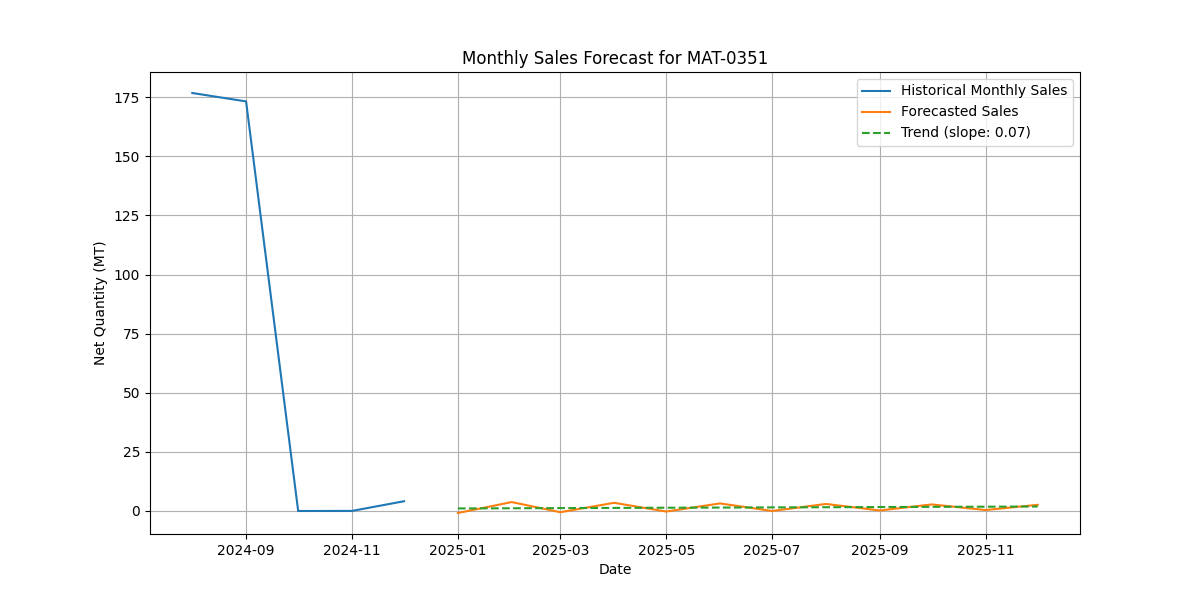 Monthly Sales Forecast for MAT-0351
Historical Monthly Sales
Forecasted Sales
Trend (slope: 0.07)
175
150
125
100
75
50
25
0
Net Quantity (MT)
2024-09
2024-11
2025-01
2025-03
2025-05
2025-07
2025-09
2025-11
Date